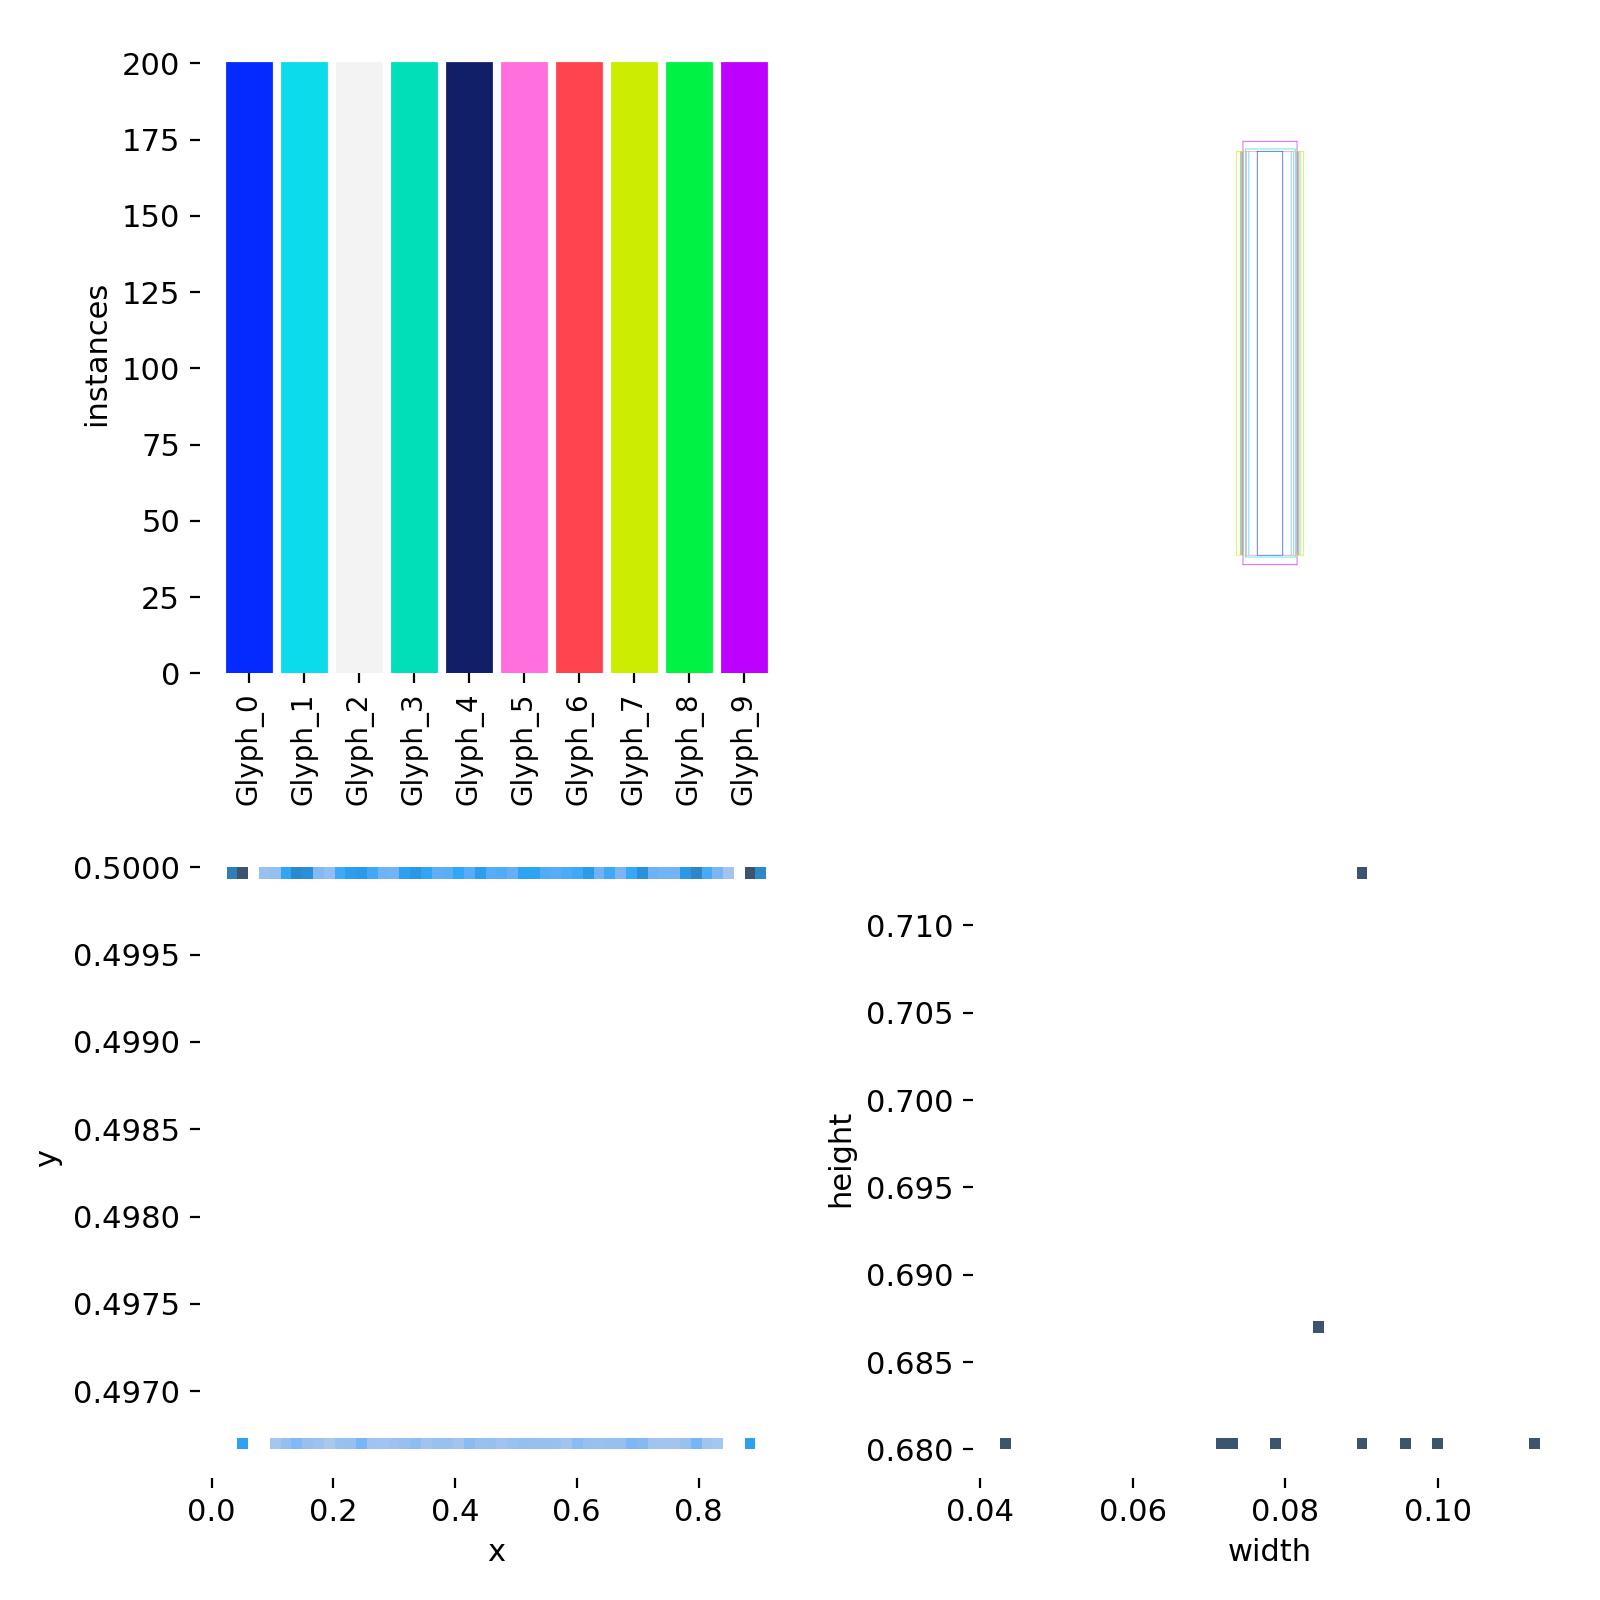 200
175
150
125
100
75
50
25
0
instances
Glyph_0
Glyph_1
Glyph_2
Glyph_3
Glyph_4
Glyph_5
Glyph_6
Glyph_7
Glyph_8
Glyph_9
0.5000
0.4995
0.4990
0.4985
0.4980
0.4975
0.4970
y
0.0 0.2 0.4 0.6 0.8
x
0.710
0.705
0.700
0.695
0.690
0.685
0.680
height
0.04 0.06 0.08 0.10
width